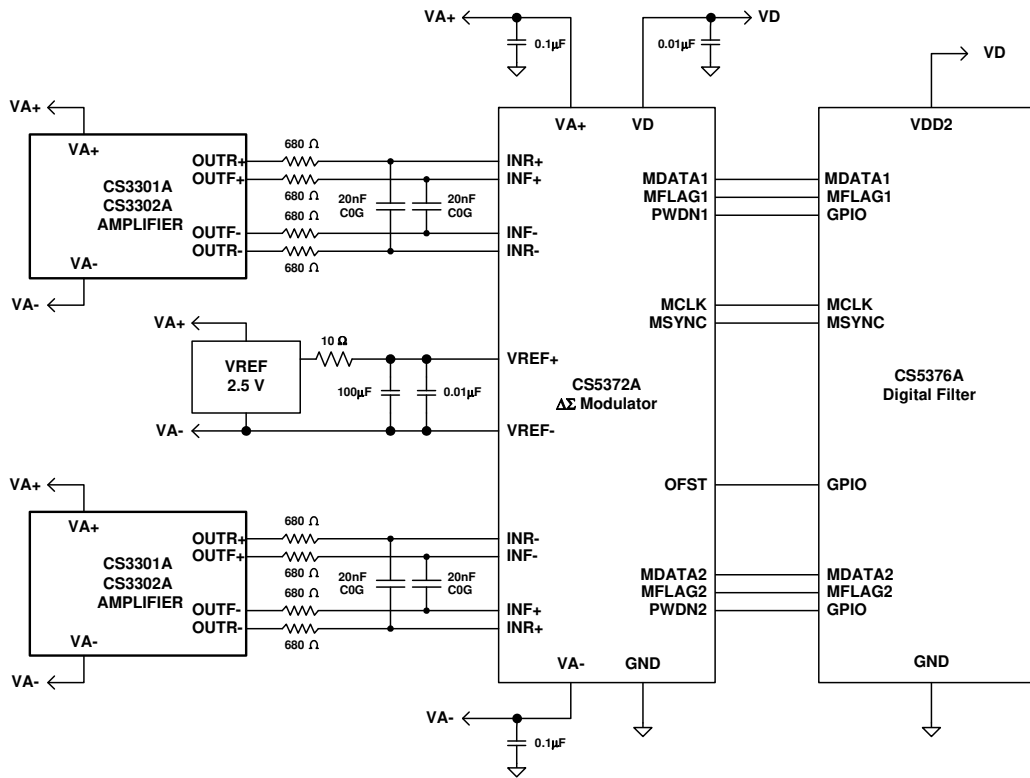 VA+
0.1µF
0.01µF
VD
VD
VA+
VA+
OUTR+
OUTF+
CS3301A
CS3302A
AMPLIFIER
OUTF-
OUTR-
VA-
VA-
680 Ω
680 Ω
680 Ω
680 Ω
20nF
C0G
20nF
C0G
VA+
VD
INR+
INF+
INF-
INR-
MDATA1
MFLAG1
PWDN1
VDD2
MDATA1
MFLAG1
GPIO
MCLK
MSYNC
MCLK
MSYNC
VA+
VREF
2.5 V
10 Ω
100µF
0.01µF
VA-
VREF+
VREF-
CS5372A
ΔΣ Modulator
CS5376A
Digital Filter
OFST
GPIO
VA+
VA+
OUTR+
OUTF+
CS3301A
CS3302A
AMPLIFIER
OUTF-
OUTR-
VA-
VA-
680 Ω
680 Ω
680 Ω
680 Ω
20nF
C0G
20nF
C0G
INR-
INF-
INF+
INR+
MDATA2
MFLAG2
PWDN2
MDATA2
MFLAG2
GPIO
VA-
GND
GND
VA-
0.1µF